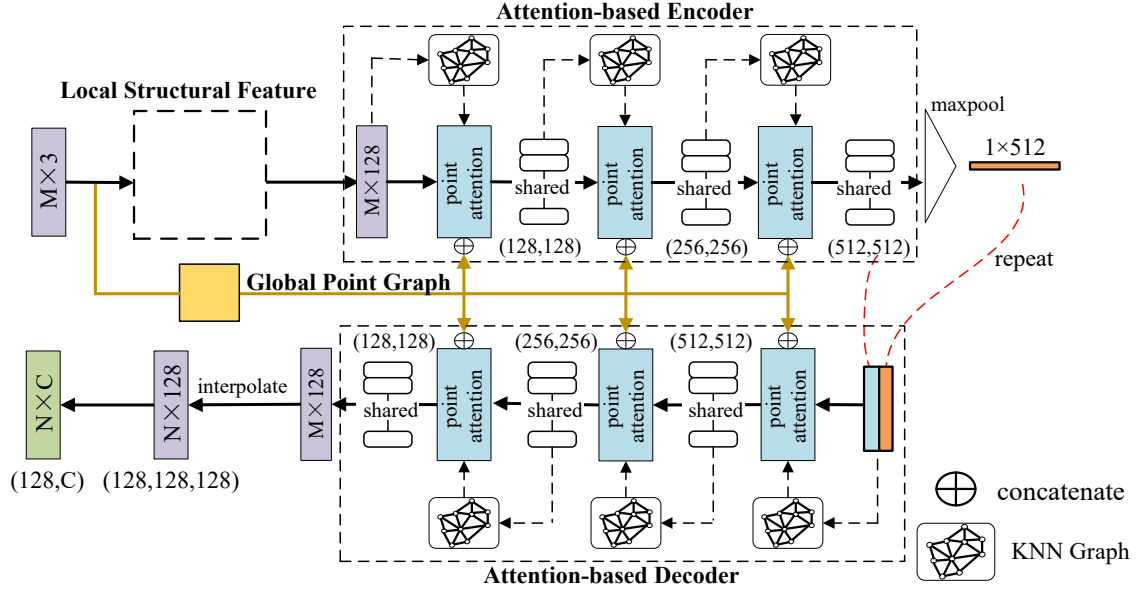 Attention-based Encoder
Local Structural Feature
maxpool
M×3
M×128
point attention
shared
point attention
shared
point attention
shared
1×512
(128,128)
(256,256)
(512,512)
repeat
Global Point Graph
(128,128)
(256,256)
(512,512)
N×C
N×128
interpolate
M×128
shared
point attention
shared
point attention
shared
point attention
(128,C)
(128,128,128)
concatenate
KNN Graph
Attention-based Decoder